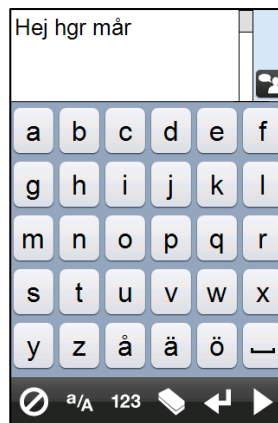 Hej hgr mår
a b c d e f
g h i j k l
m n o p q r
s t u v w x
y z å ä ö
a/A 123